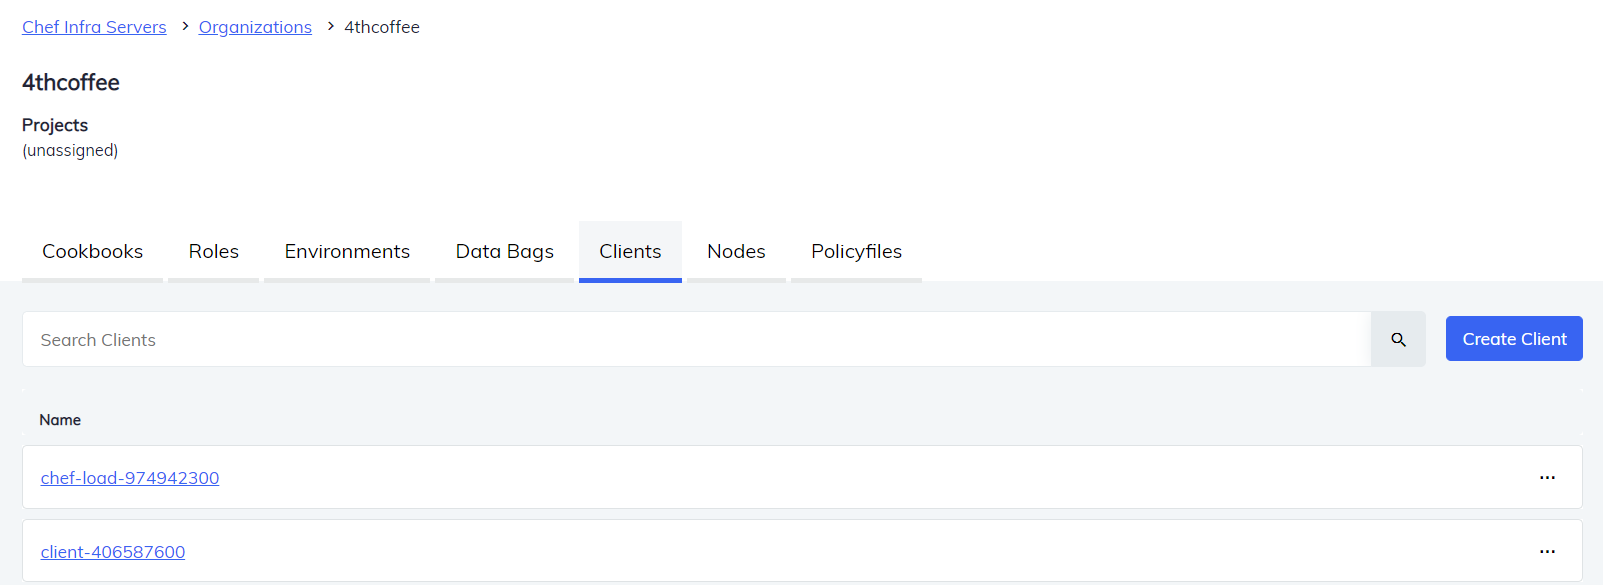 Chef Infra Servers > Organizations > 4thcoffee
4thcoffee
Projects
(unassigned)
Cookbooks Roles Environments Data Bags Clients Nodes Policyfiles
Search Clients Create Client
Name
chef-load-974942300 ...
client-406587600 ...